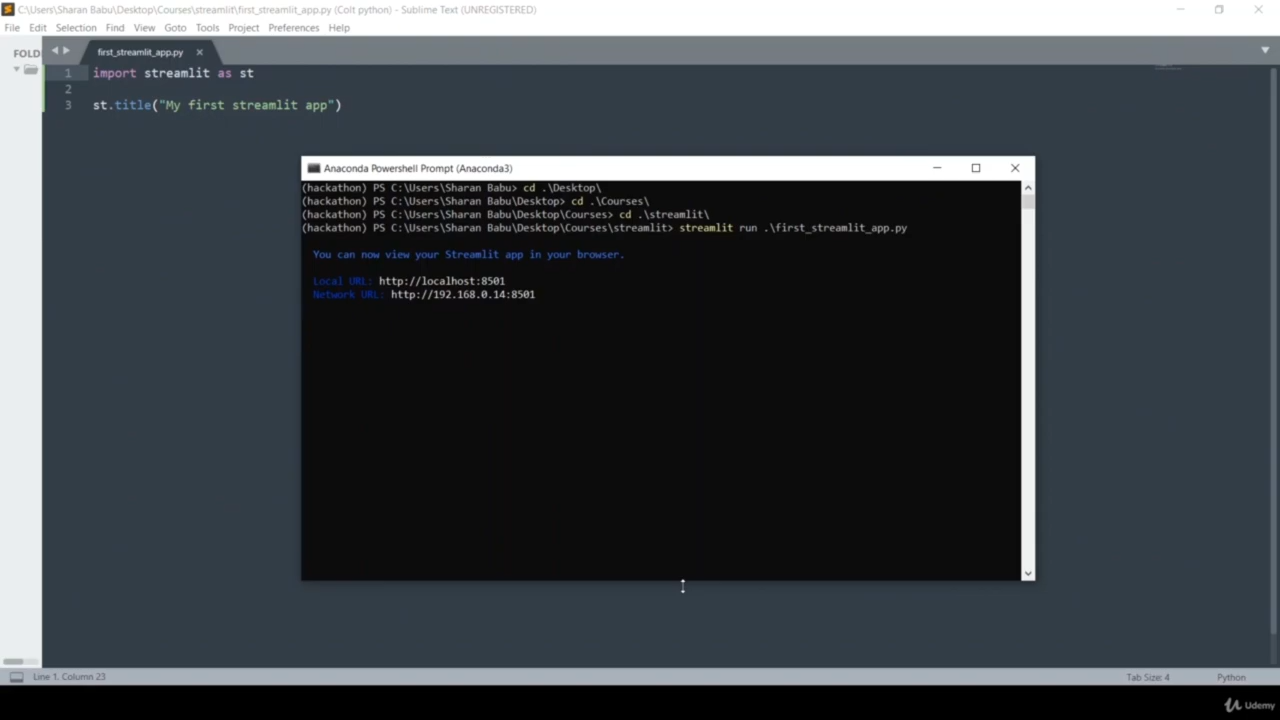 C:\Users\Sharan Babu\Desktop\Courses\streamlit\first_streamlit_app.py (Colt python) - Sublime Text (UNREGISTERED)
File Edit Selection Find View Goto Tools Project Preferences Help
FOLD
first_streamlit_app.py
1 import streamlit as st
2
3 st.title("My first streamlit app")
Anaconda Powershell Prompt (Anaconda3)
(hackathon) PS C:\Users\Sharan Babu> cd .\Desktop\
(hackathon) PS C:\Users\Sharan Babu\Desktop> cd .\Courses\
(hackathon) PS C:\Users\Sharan Babu\Desktop\Courses> cd .\streamlit\
(hackathon) PS C:\Users\Sharan Babu\Desktop\Courses\streamlit> streamlit run .\first_streamlit_app.py
You can now view your Streamlit app in your browser.
Local URL: http://localhost:8501
Network URL: http://192.168.0.14:8501
Line 1, Column 23
Tab Size: 4
Python
Udemy